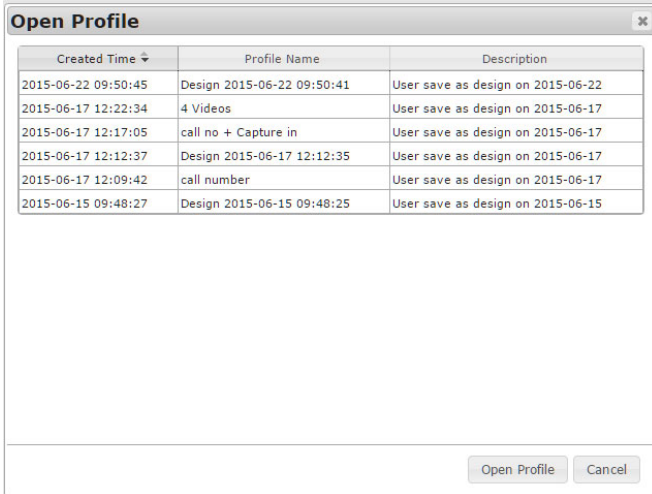 Open Profile
Created Time Profile Name Description
2015-06-22 09:50:45 Design 2015-06-22 09:50:41 User save as design on 2015-06-22
2015-06-17 12:22:34 4 Videos User save as design on 2015-06-17
2015-06-17 12:17:05 call no + Capture in User save as design on 2015-06-17
2015-06-17 12:12:37 Design 2015-06-17 12:12:35 User save as design on 2015-06-17
2015-06-17 12:09:42 call number User save as design on 2015-06-17
2015-06-15 09:48:27 Design 2015-06-15 09:48:25 User save as design on 2015-06-15
Open Profile Cancel